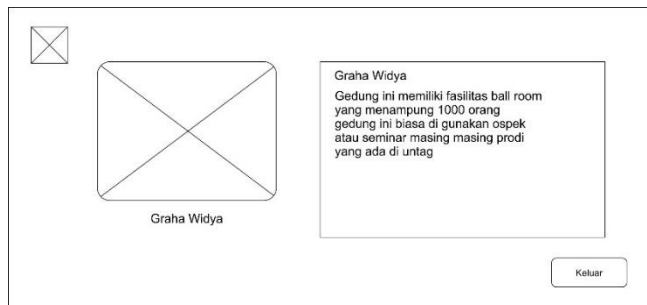 Graha Widya
Graha Widya
Gedung ini memiliki fasilitas ball room
yang menampung 1000 orang
gedung ini biasa di gunakan ospek
atau seminar masing masing prodi
yang ada di untag
Keluar